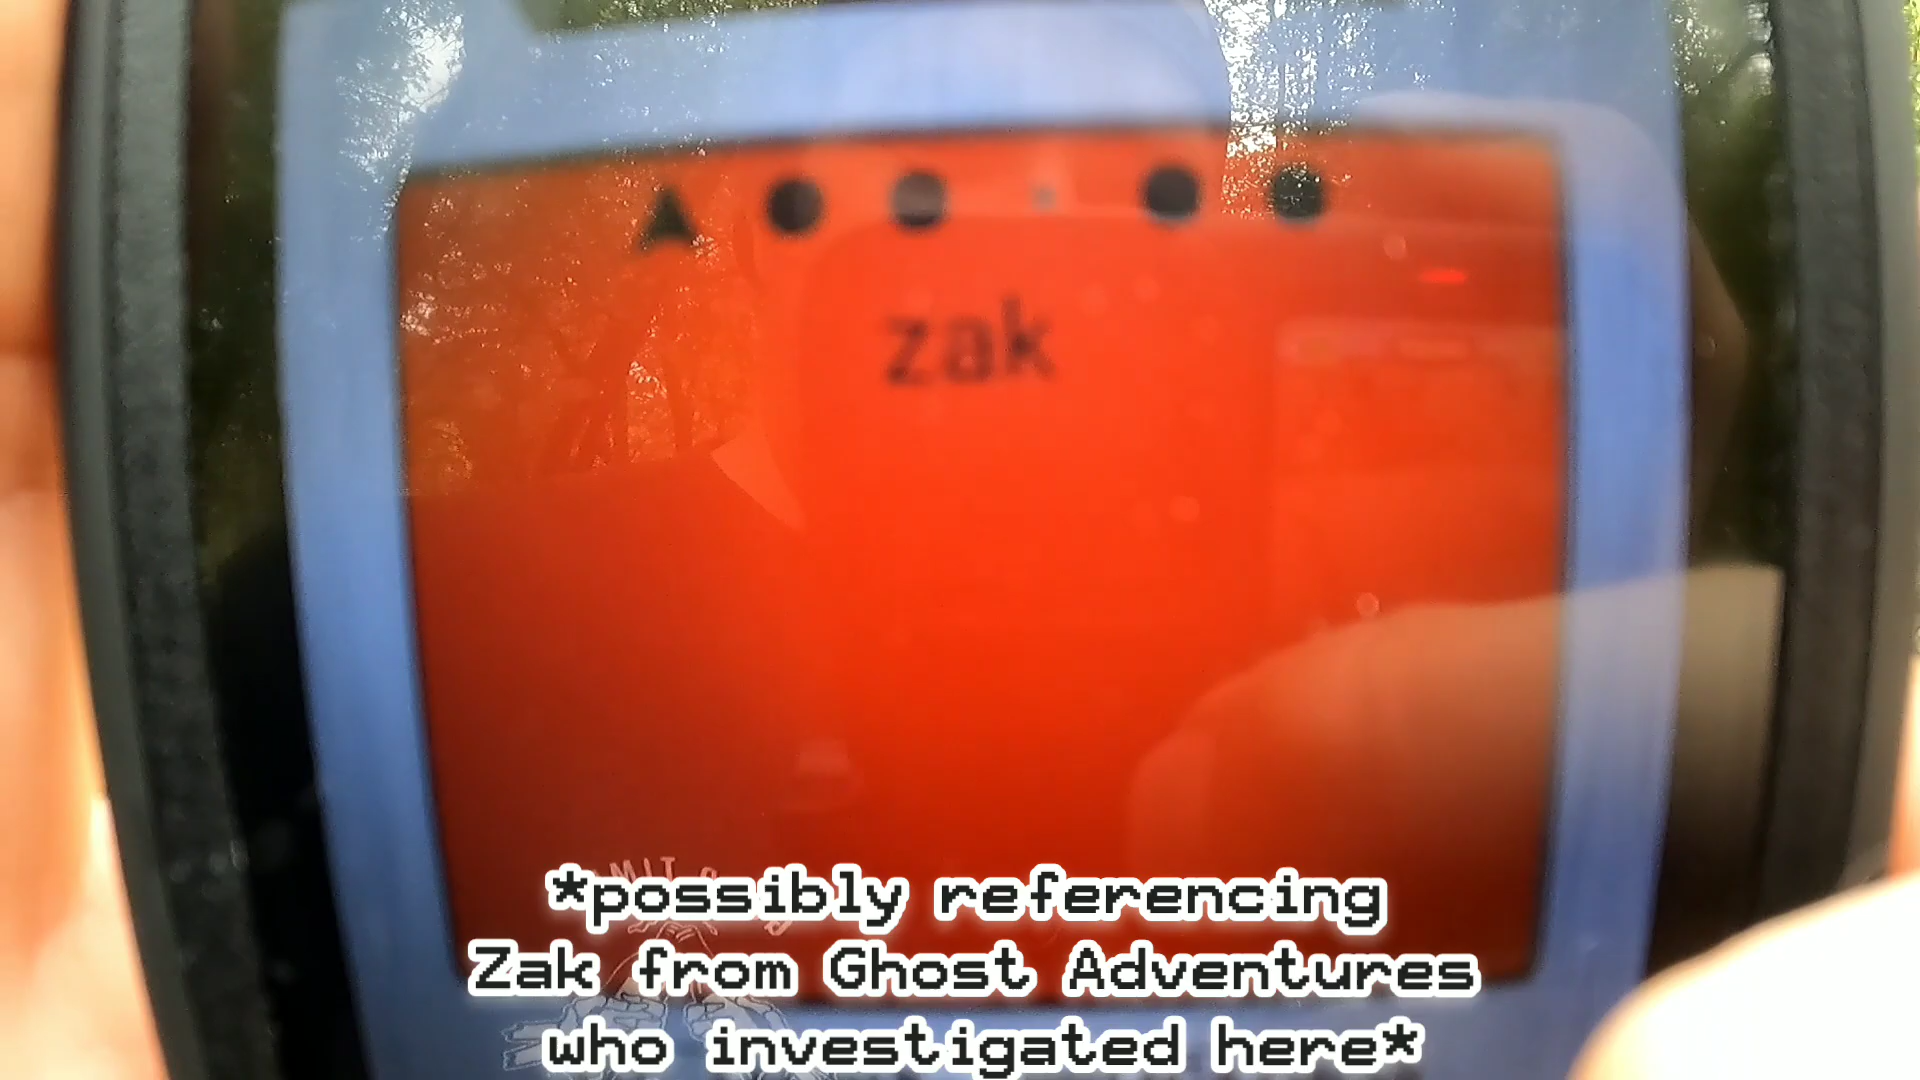 zak
*possibly referencing
Zak from Ghost Adventures
who investigated here*